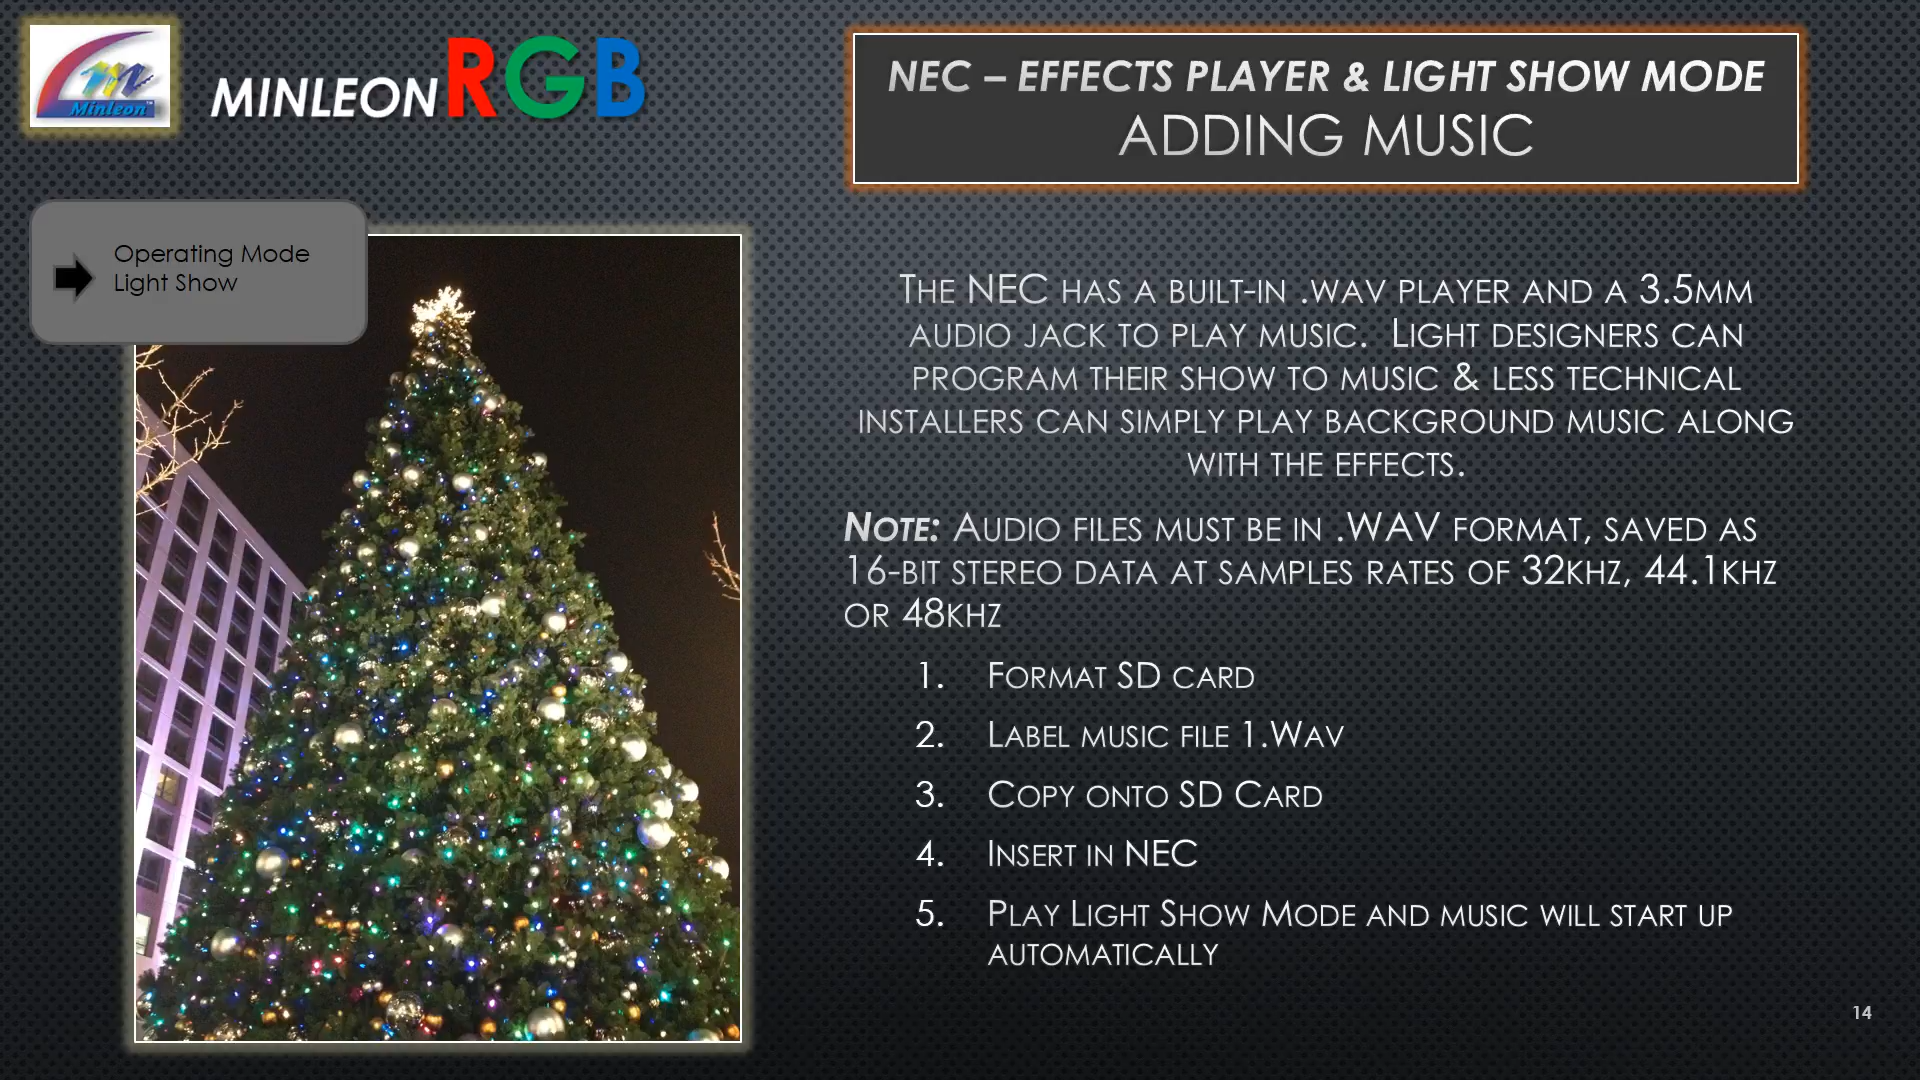 Minleon™
MINLEON RGB
NEC – EFFECTS PLAYER & LIGHT SHOW MODE
ADDING MUSIC
Operating Mode
Light Show
THE NEC HAS A BUILT-IN .WAV PLAYER AND A 3.5MM
AUDIO JACK TO PLAY MUSIC. LIGHT DESIGNERS CAN
PROGRAM THEIR SHOW TO MUSIC & LESS TECHNICAL
INSTALLERS CAN SIMPLY PLAY BACKGROUND MUSIC ALONG
WITH THE EFFECTS.
NOTE: AUDIO FILES MUST BE IN .WAV FORMAT, SAVED AS
16-BIT STEREO DATA AT SAMPLES RATES OF 32KHZ, 44.1KHZ
OR 48KHZ
1. FORMAT SD CARD
2. LABEL MUSIC FILE 1.WAV
3. COPY ONTO SD CARD
4. INSERT IN NEC
5. PLAY LIGHT SHOW MODE AND MUSIC WILL START UP
AUTOMATICALLY
14